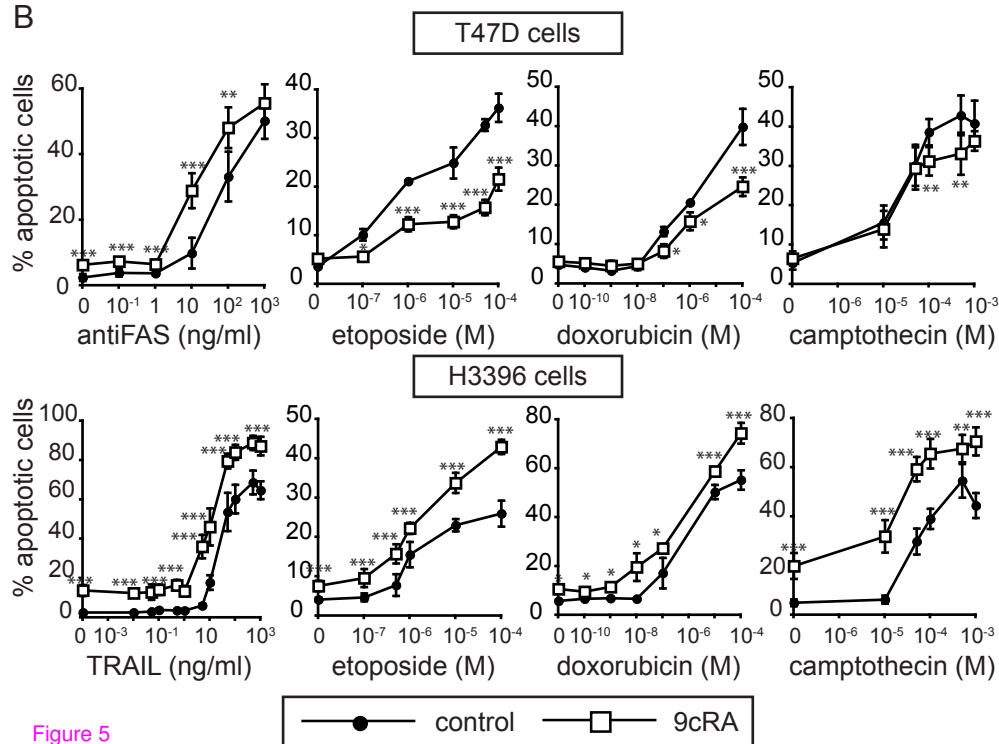 B
T47D cells
% apoptotic cells
60
40
20
0
** *** *** *** ***
0 10⁻¹ 1 10 10² 10³
antiFAS (ng/ml)
40
30
20
10
0
* *** *** *** ***
0 10⁻⁷ 10⁻⁶ 10⁻⁵ 10⁻⁴
etoposide (M)
50
40
30
20
10
0
* * ***
0 10⁻¹⁰ 10⁻⁸ 10⁻⁶ 10⁻⁴
doxorubicin (M)
50
40
30
20
10
0
** **
0 10⁻⁶ 10⁻⁵ 10⁻⁴ 10⁻³
camptothecin (M)
H3396 cells
% apoptotic cells
100
80
60
40
20
0
*** *** *** *** *** *** *** *** ***
0 10⁻³ 10⁻¹ 10 10³
TRAIL (ng/ml)
50
40
30
20
10
0
*** *** *** *** *** ***
0 10⁻⁷ 10⁻⁶ 10⁻⁵ 10⁻⁴
etoposide (M)
80
60
40
20
0
* * * * * *** ***
0 10⁻¹⁰ 10⁻⁸ 10⁻⁶ 10⁻⁴
doxorubicin (M)
80
60
40
20
0
*** *** *** *** ** ***
0 10⁻⁶ 10⁻⁵ 10⁻⁴ 10⁻³
camptothecin (M)
control 9cRA
Figure 5